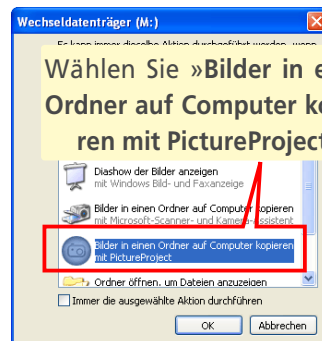 Wechseldatenträger (M:)
Es kann immer dieselbe Aktion durchgeführt werden, wenn
Wählen Sie »Bilder in e
Ordner auf Computer ko
ren mit PictureProject
Diashow der Bilder anzeigen
mit Windows Bild- und Faxanzeige
Bilder in einen Ordner auf Computer kopieren
mit Microsoft-Scanner- und Kamera-Assistent
Bilder in einen Ordner auf Computer kopieren
mit PictureProject
Ordner öffnen, um Dateien anzuzeigen
Immer die ausgewählte Aktion durchführen
OK
Abbrechen